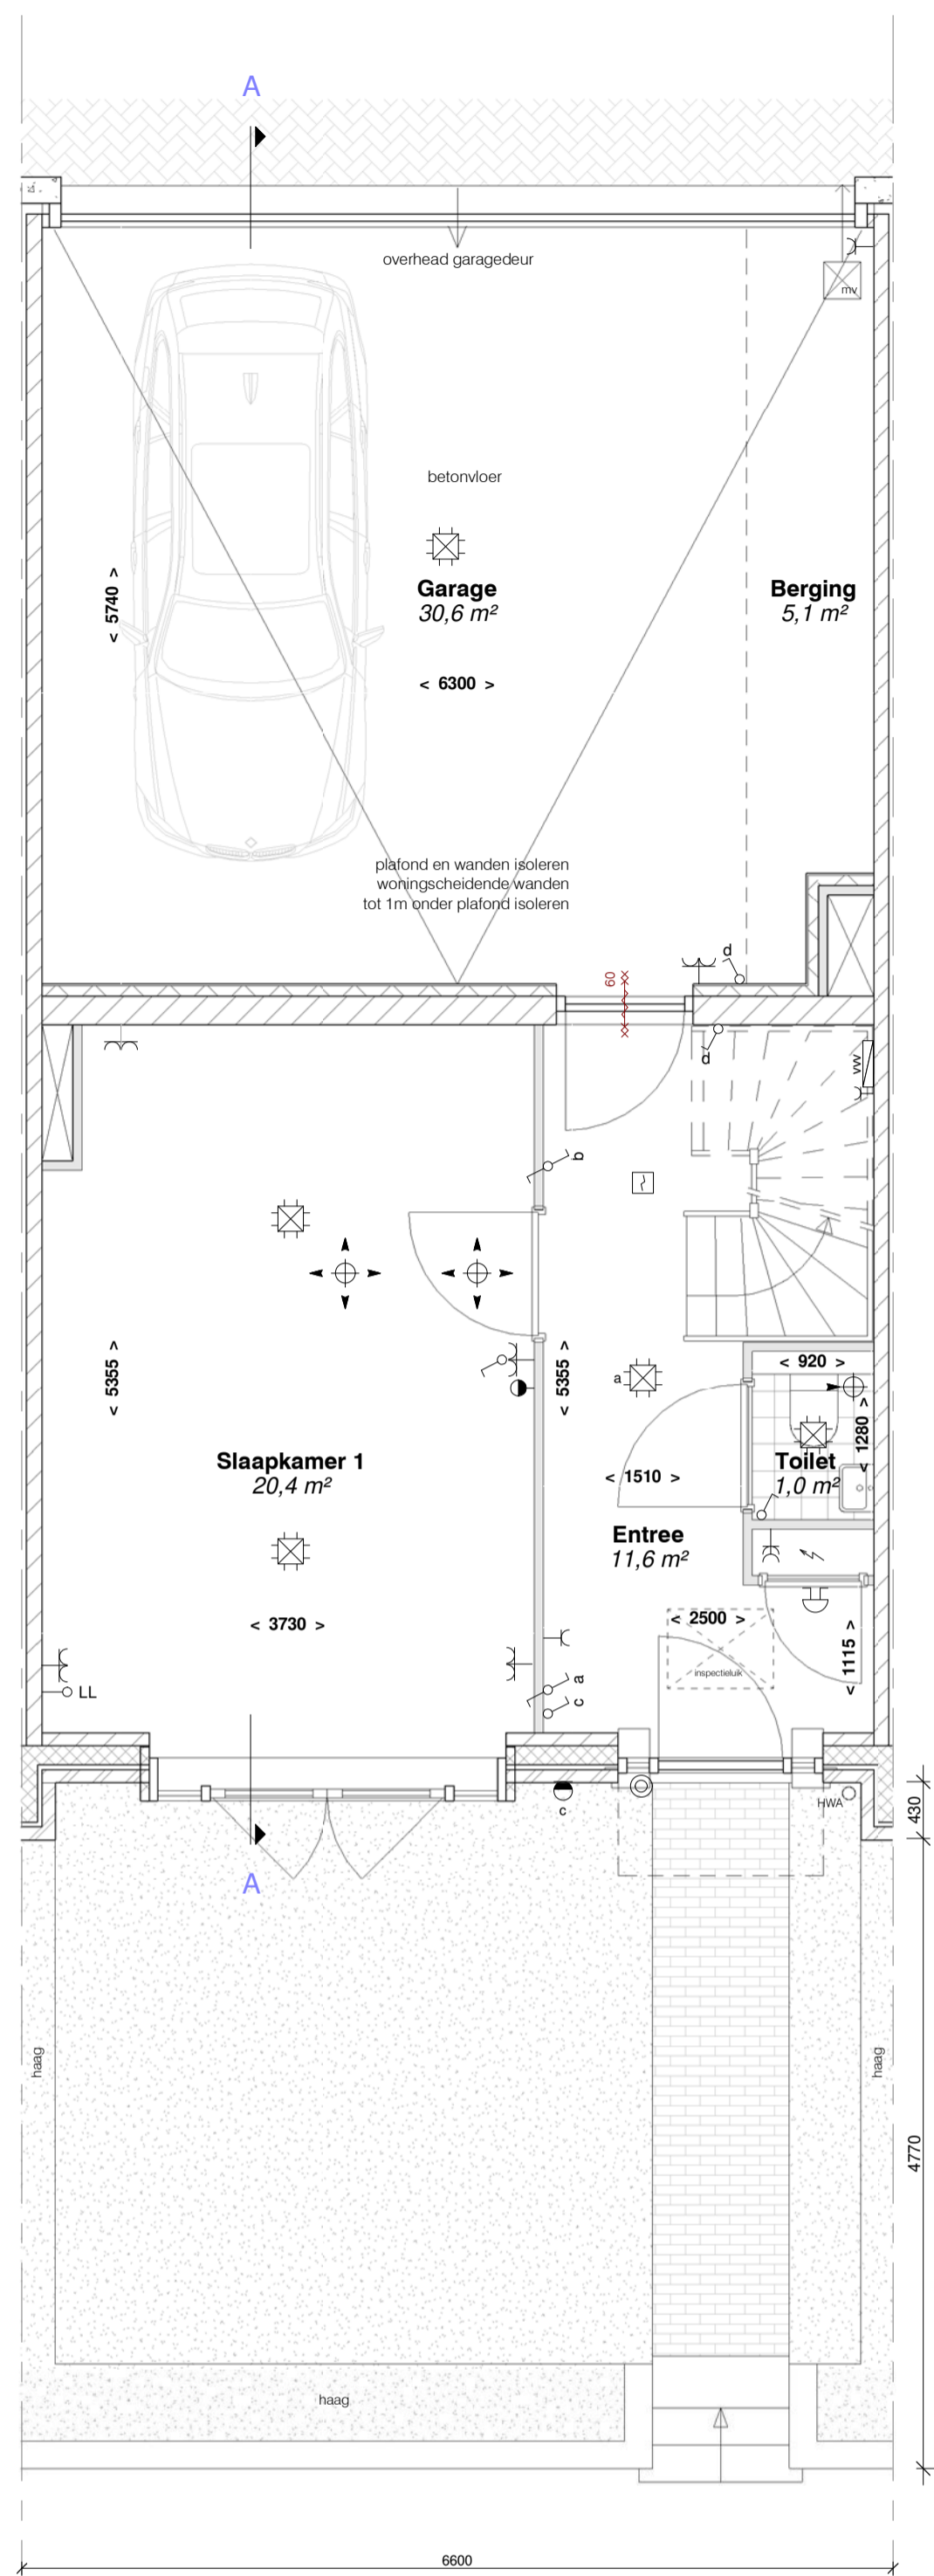 A
overhead garagedeur
mv
betonvloer
< 5740 >
Garage
30,6 m²
Berging
5,1 m²
< 6300 >
plafond en wanden isoleren
woningscheidende wanden
tot 1m onder plafond isoleren
60
d
d
vw
b
< 5355 >
< 5355 >
a
< 920 >
< 1280 >
Slaapkamer 1
20,4 m²
Toilet
1,0 m²
< 1510 >
Entree
11,6 m²
< 3730 >
< 2500 >
inspectieluik
< 1115 >
LL
a
c
c
HWA
430
A
haag
haag
4770
haag
6600